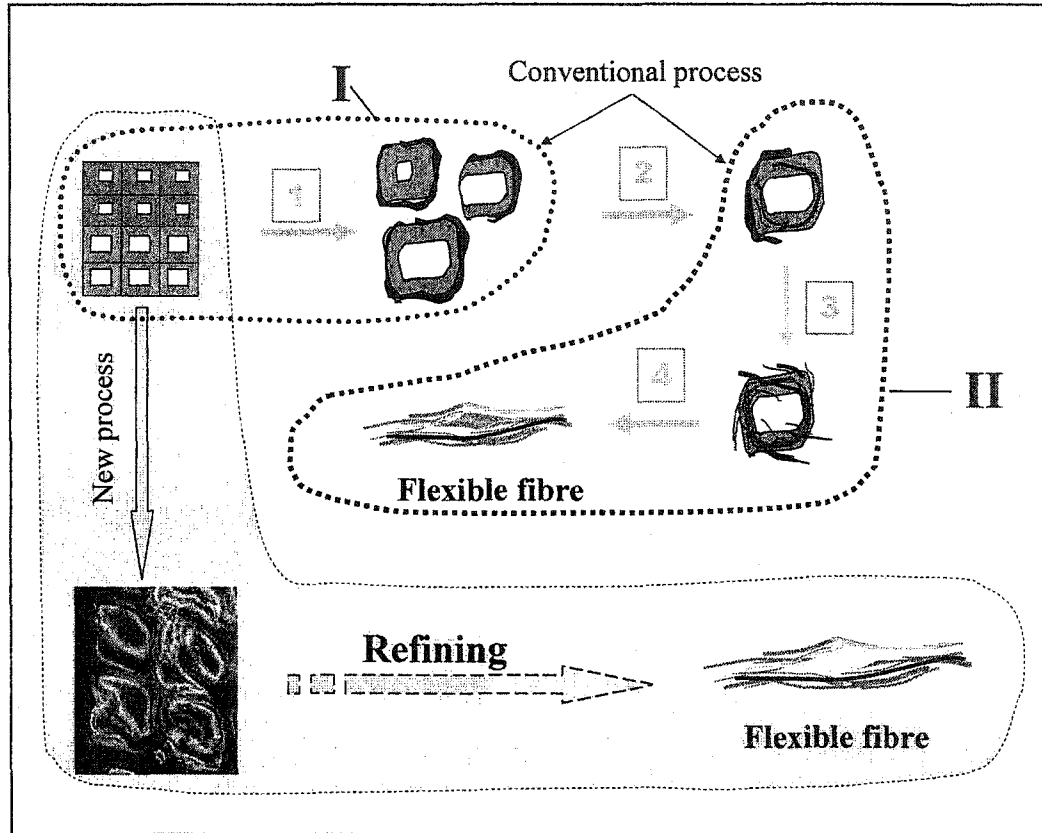 Conventional process
I
1
2
3
4
II
New process
Flexible fibre
Refining
Flexible fibre